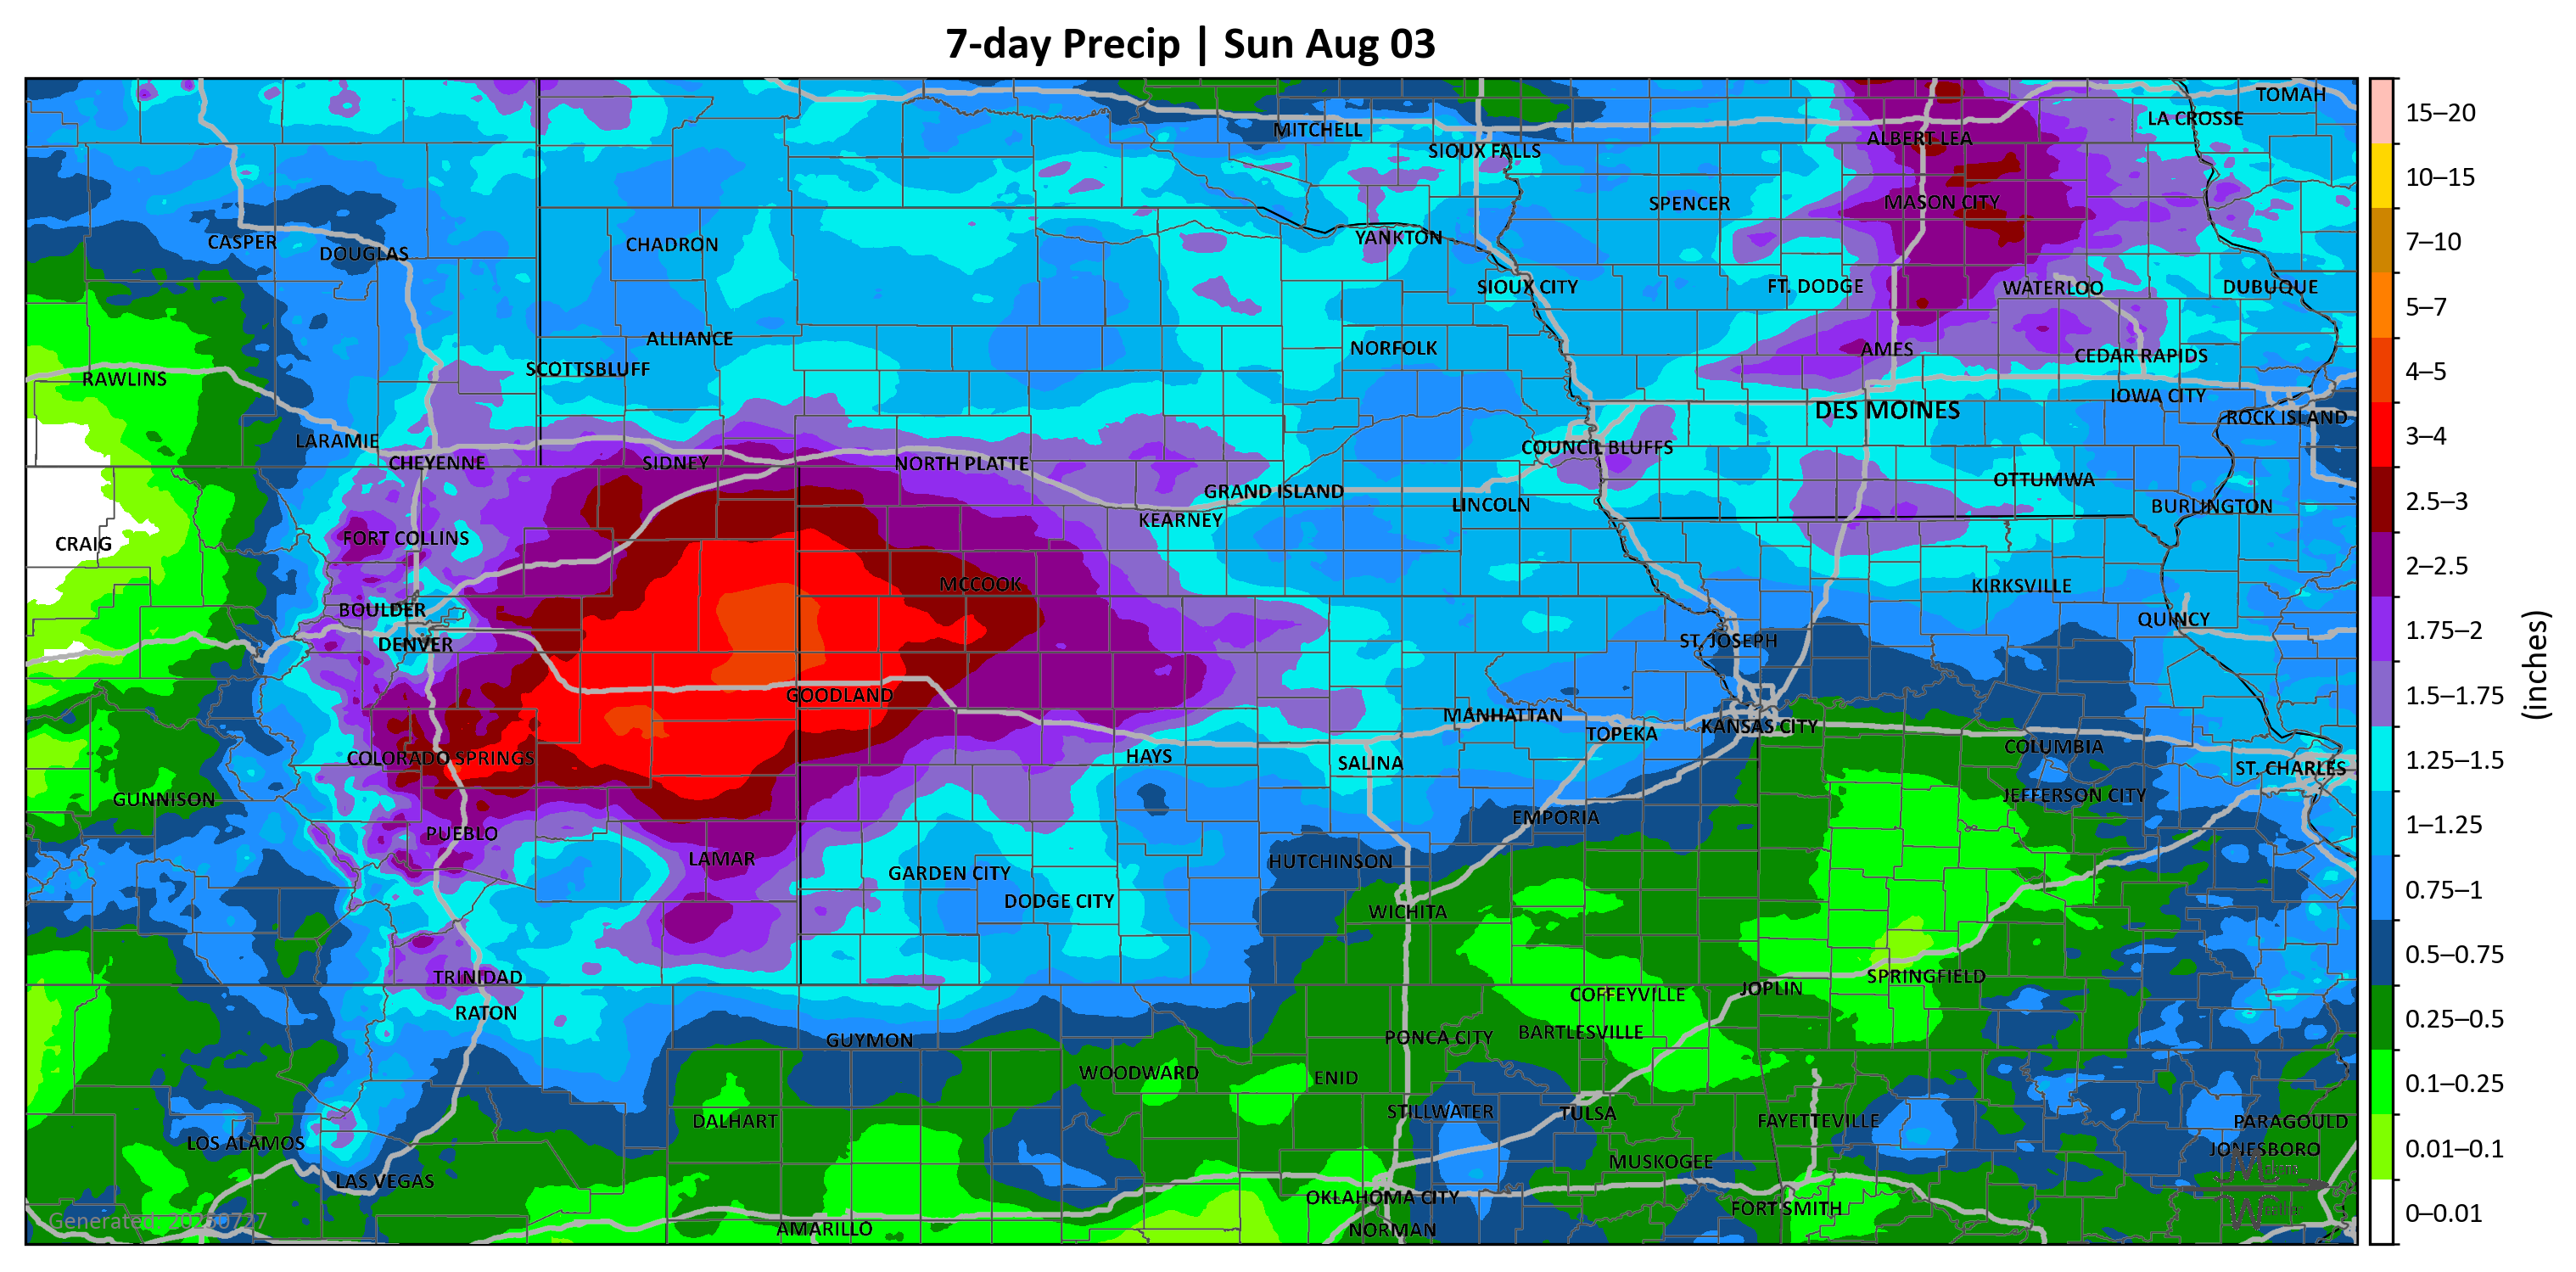 7-day Precip | Sun Aug 03
TOMAH
LA CROSSE
MITCHELL
ALBERT LEA
SIOUX FALLS
MASON CITY
SPENCER
YANKTON
CASPER
CHADRON
DOUGLAS
FT. DODGE
SIOUX CITY
WATERLOO
DUBUQUE
ALLIANCE
NORFOLK
AMES
CEDAR RAPIDS
SCOTTSBLUFF
RAWLINS
IOWA CITY
DES MOINES
ROCK ISLAND
LARAMIE
COUNCIL BLUFFS
CHEYENNE
SIDNEY
NORTH PLATTE
OTTUMWA
GRAND ISLAND
LINCOLN
BURLINGTON
KEARNEY
FORT COLLINS
CRAIG
MCCOOK
KIRKSVILLE
BOULDER
QUINCY
DENVER
ST. JOSEPH
GOODLAND
MANHATTAN
KANSAS CITY
TOPEKA
COLUMBIA
COLORADO SPRINGS
HAYS
SALINA
ST. CHARLES
GUNNISON
JEFFERSON CITY
EMPORIA
PUEBLO
LAMAR
HUTCHINSON
GARDEN CITY
DODGE CITY
WICHITA
TRINIDAD
SPRINGFIELD
JOPLIN
COFFEYVILLE
RATON
BARTLESVILLE
PONCA CITY
GUYMON
WOODWARD
ENID
STILLWATER
TULSA
DALHART
FAYETTEVILLE
PARAGOULD
LOS ALAMOS
JONESBORO
MUSKOGEE
LAS VEGAS
OKLAHOMA CITY
FORT SMITH
AMARILLO
NORMAN
Generated: 20250727
15–20
10–15
7–10
5–7
4–5
3–4
2.5–3
2–2.5
1.75–2
1.5–1.75
1.25–1.5
1–1.25
0.75–1
0.5–0.75
0.25–0.5
0.1–0.25
0.01–0.1
0–0.01
(inches)